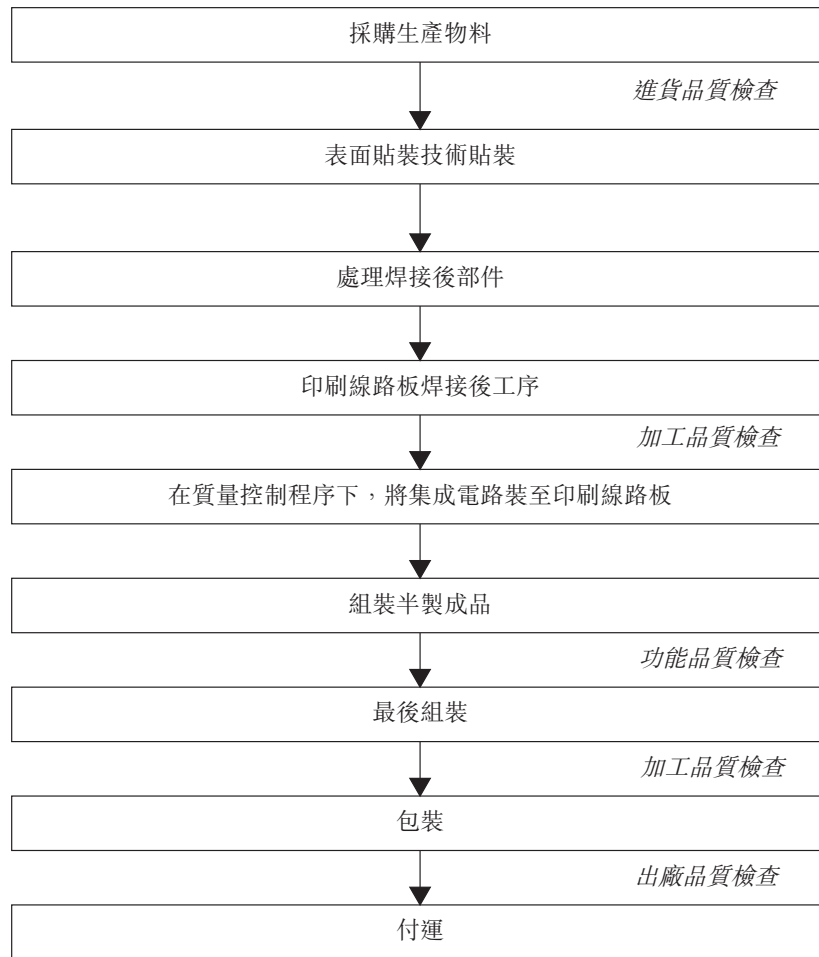 採購生產物料
進貨品質檢查
表面貼裝技術貼裝
處理焊接後部件
印刷線路板焊接後工序
加工品質檢查
在質量控制程序下，將集成電路裝至印刷線路板
組裝半製成品
功能品質檢查
最後組裝
加工品質檢查
包裝
出廠品質檢查
付運